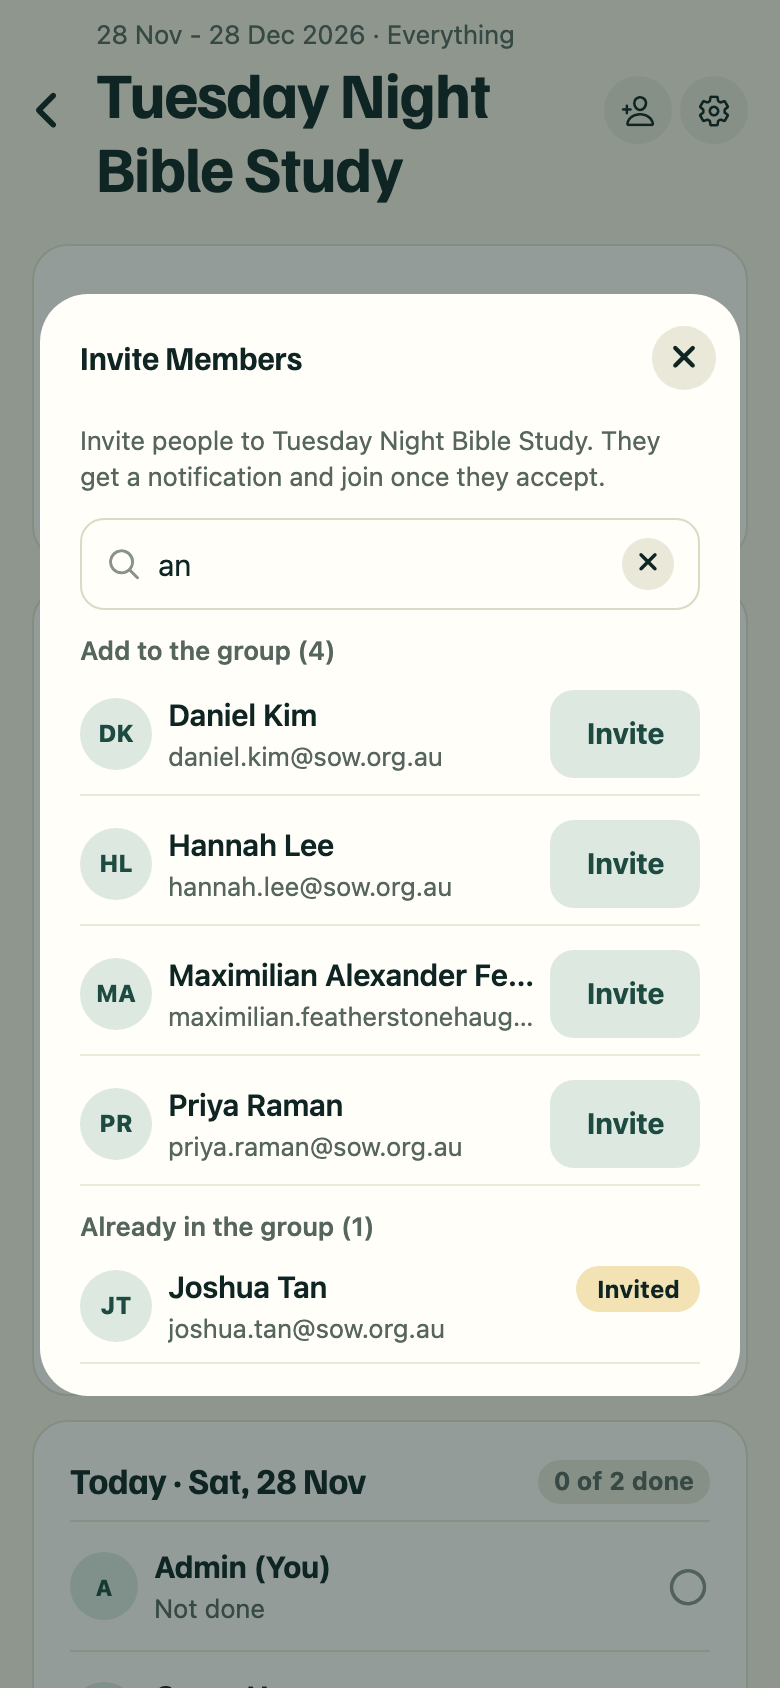 28 Nov - 28 Dec 2026 · Everything
Tuesday Night
Bible Study
Invite Members
Invite people to Tuesday Night Bible Study. They
get a notification and join once they accept.
an
Add to the group (4)
DK
Daniel Kim
daniel.kim@sow.org.au
Invite
HL
Hannah Lee
hannah.lee@sow.org.au
Invite
MA
Maximilian Alexander Fe...
maximilian.featherstonehaug...
Invite
PR
Priya Raman
priya.raman@sow.org.au
Invite
Already in the group (1)
JT
Joshua Tan
joshua.tan@sow.org.au
Invited
Today · Sat, 28 Nov
0 of 2 done
A
Admin (You)
Not done